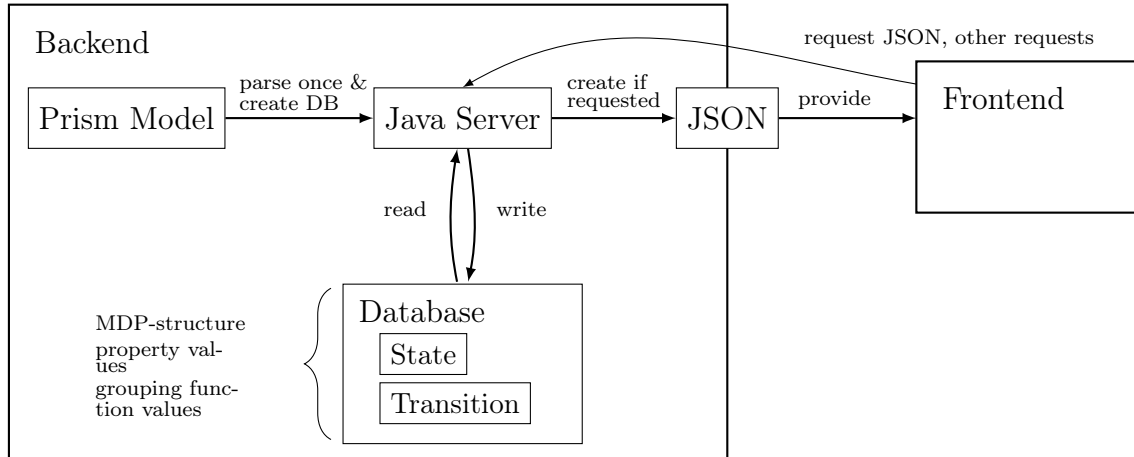 Backend
request JSON, other requests
parse once &
create DB
create if
requested
provide
Prism Model
Java Server
JSON
Frontend
read
write
MDP-structure
property val-
ues
grouping func-
tion values
Database
State
Transition